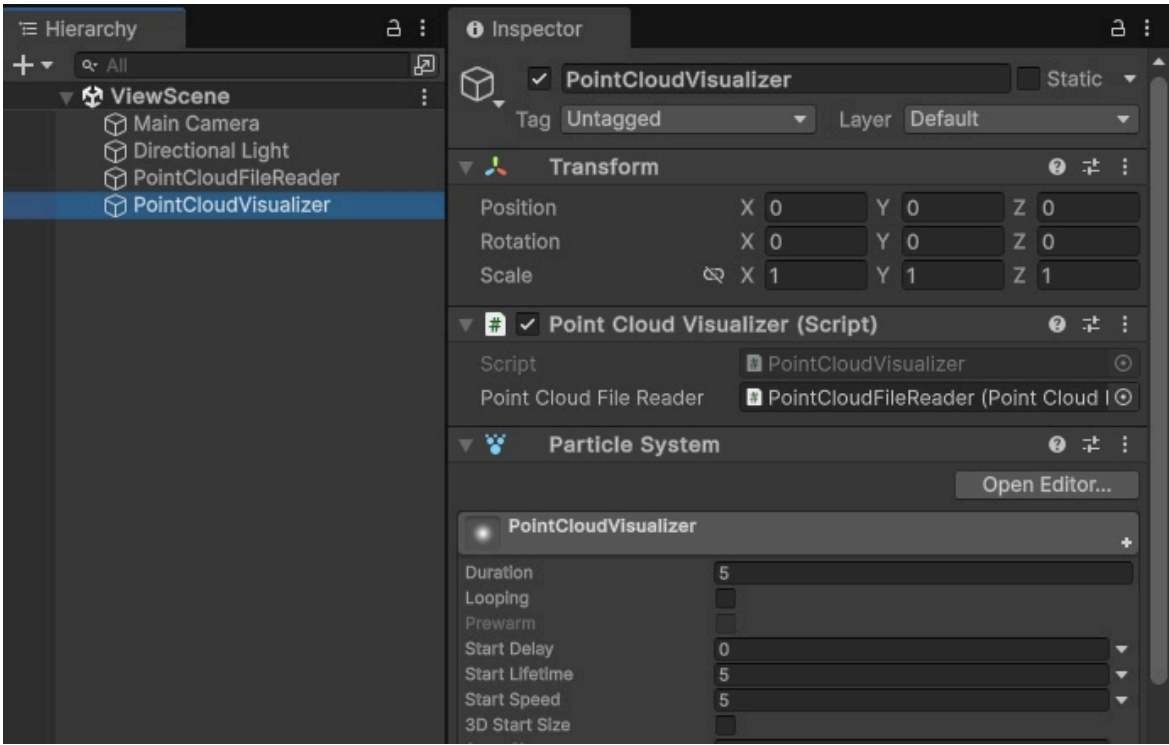 Hierarchy
All
ViewScene
Main Camera
Directional Light
PointCloudFileReader
PointCloudVisualizer
Inspector
PointCloudVisualizer Static
Tag Untagged Layer Default
Transform
Position X 0 Y 0 Z 0
Rotation X 0 Y 0 Z 0
Scale X 1 Y 1 Z 1
# Point Cloud Visualizer (Script)
Script # PointCloudVisualizer
Point Cloud File Reader # PointCloudFileReader (Point Cloud
Particle System
Open Editor...
PointCloudVisualizer
Duration 5
Looping
Prewarm
Start Delay 0
Start Lifetime 5
Start Speed 5
3D Start Size